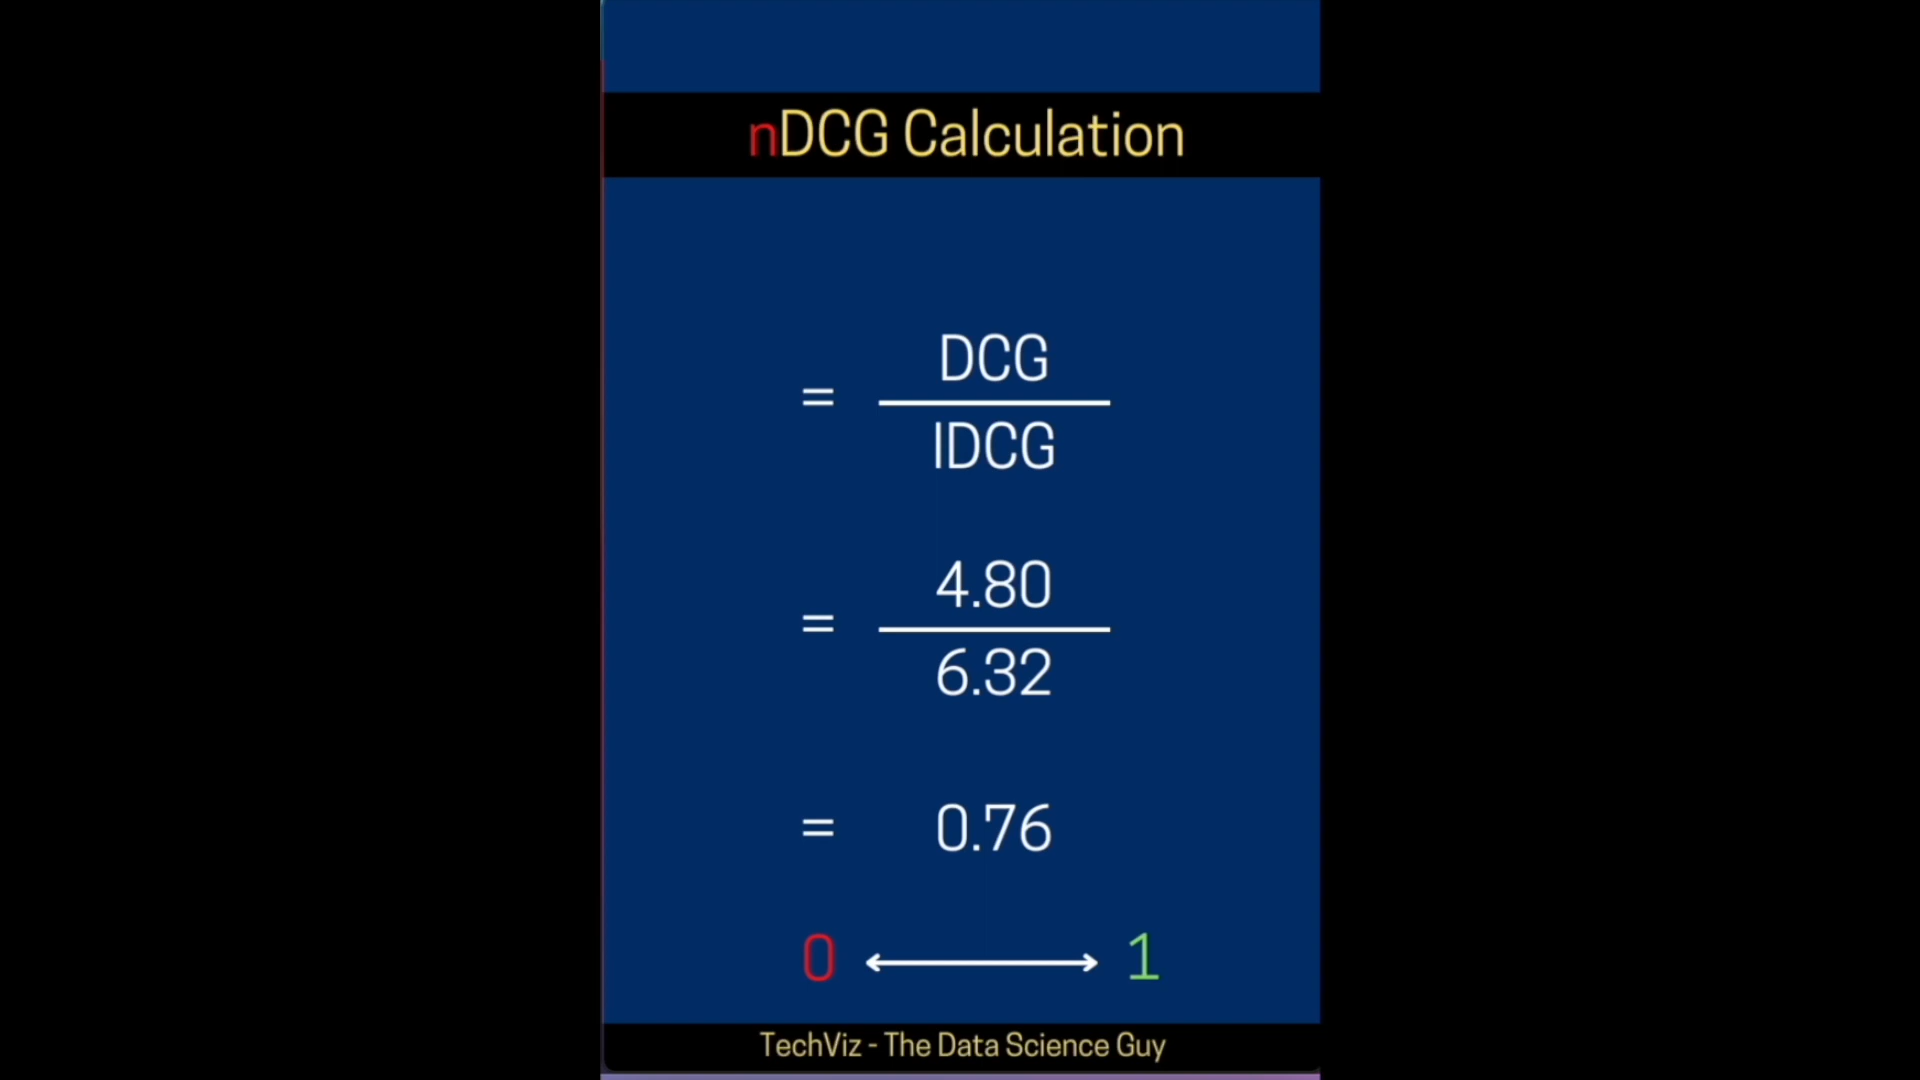 nDCG Calculation
=
DCG
IDCG
=
4.80
6.32
= 0.76
0 ⟷ 1
TechViz - The Data Science Guy